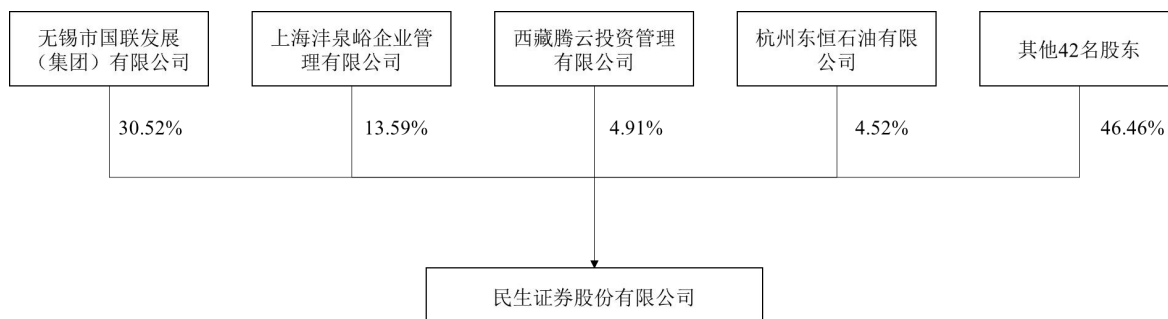 无锡市国联发展
（集团）有限公司
上海沣泉峪企业管
理有限公司
西藏腾云投资管理
有限公司
杭州东恒石油有限
公司
其他42名股东
30.52%
13.59%
4.91%
4.52%
46.46%
民生证券股份有限公司